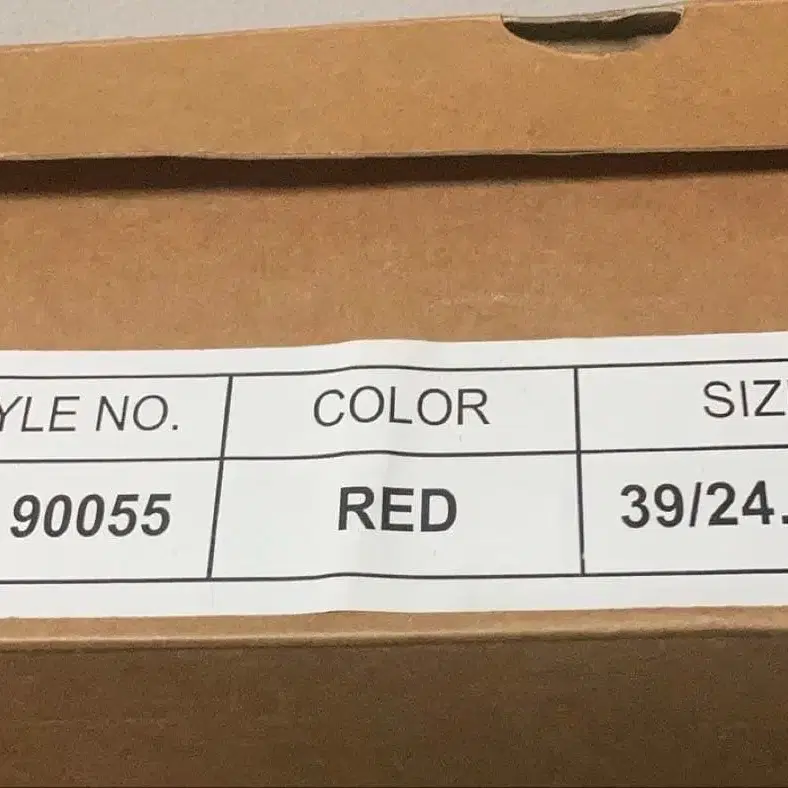 YLE NO. COLOR SIZ
90055 RED 39/24.